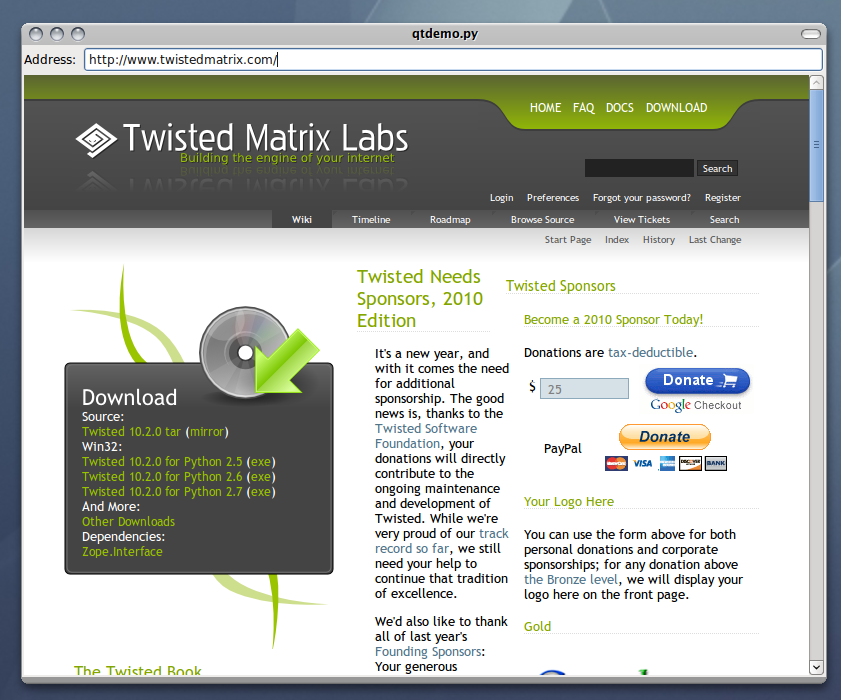 qtdemo.py
Address: http://www.twistedmatrix.com/
HOME FAQ DOCS DOWNLOAD
Twisted Matrix Labs
Building the engine of your internet
Search
Login Preferences Forgot your password? Register
Wiki Timeline Roadmap Browse Source View Tickets Search
Start Page Index History Last Change
Download
Source:
Twisted 10.2.0 tar (mirror)
Win32:
Twisted 10.2.0 for Python 2.5 (exe)
Twisted 10.2.0 for Python 2.6 (exe)
Twisted 10.2.0 for Python 2.7 (exe)
And More:
Other Downloads
Dependencies:
Zope.Interface
The Twisted Book
Twisted Needs
Sponsors, 2010
Edition
It's a new year, and
with it comes the need
for additional
sponsorship. The good
news is, thanks to the
Twisted Software
Foundation, your
donations will directly
contribute to the
ongoing maintenance
and development of
Twisted. While we're
very proud of our track
record so far, we still
need your help to
continue that tradition
of excellence.
We'd also like to thank
all of last year's
Founding Sponsors:
Your generous
Twisted Sponsors
Become a 2010 Sponsor Today!
Donations are tax-deductible.
$ 25 Donate
Google Checkout
PayPal Donate
MasterCard VISA DISCOVER BANK
Your Logo Here
You can use the form above for both
personal donations and corporate
sponsorships; for any donation above
the Bronze level, we will display your
logo here on the front page.
Gold